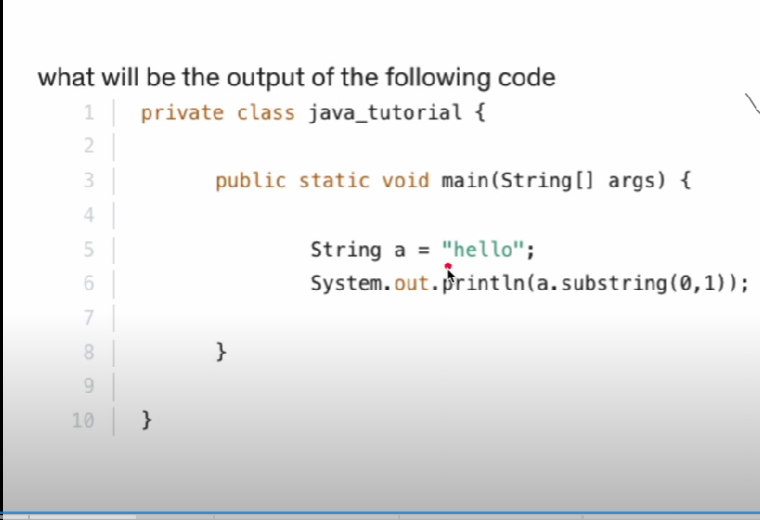 what will be the output of the following code
1 private class java_tutorial {
2
3 public static void main(String[] args) {
4
5 String a = "hello";
6 System.out.println(a.substring(0,1));
7
8 }
9
10 }